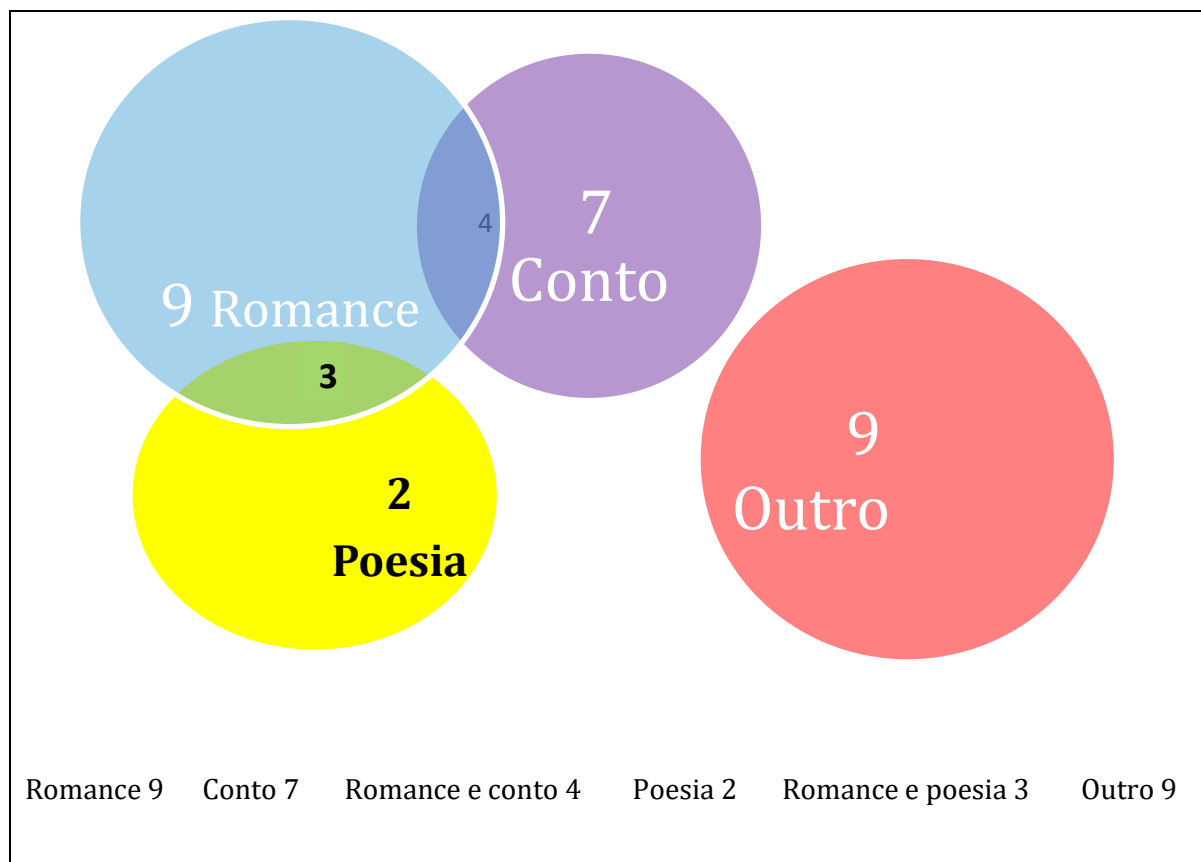 7
4
Conto
9 Romance
3
9
2
Outro
Poesia
Romance 9 Conto 7 Romance e conto 4 Poesia 2 Romance e poesia 3 Outro 9